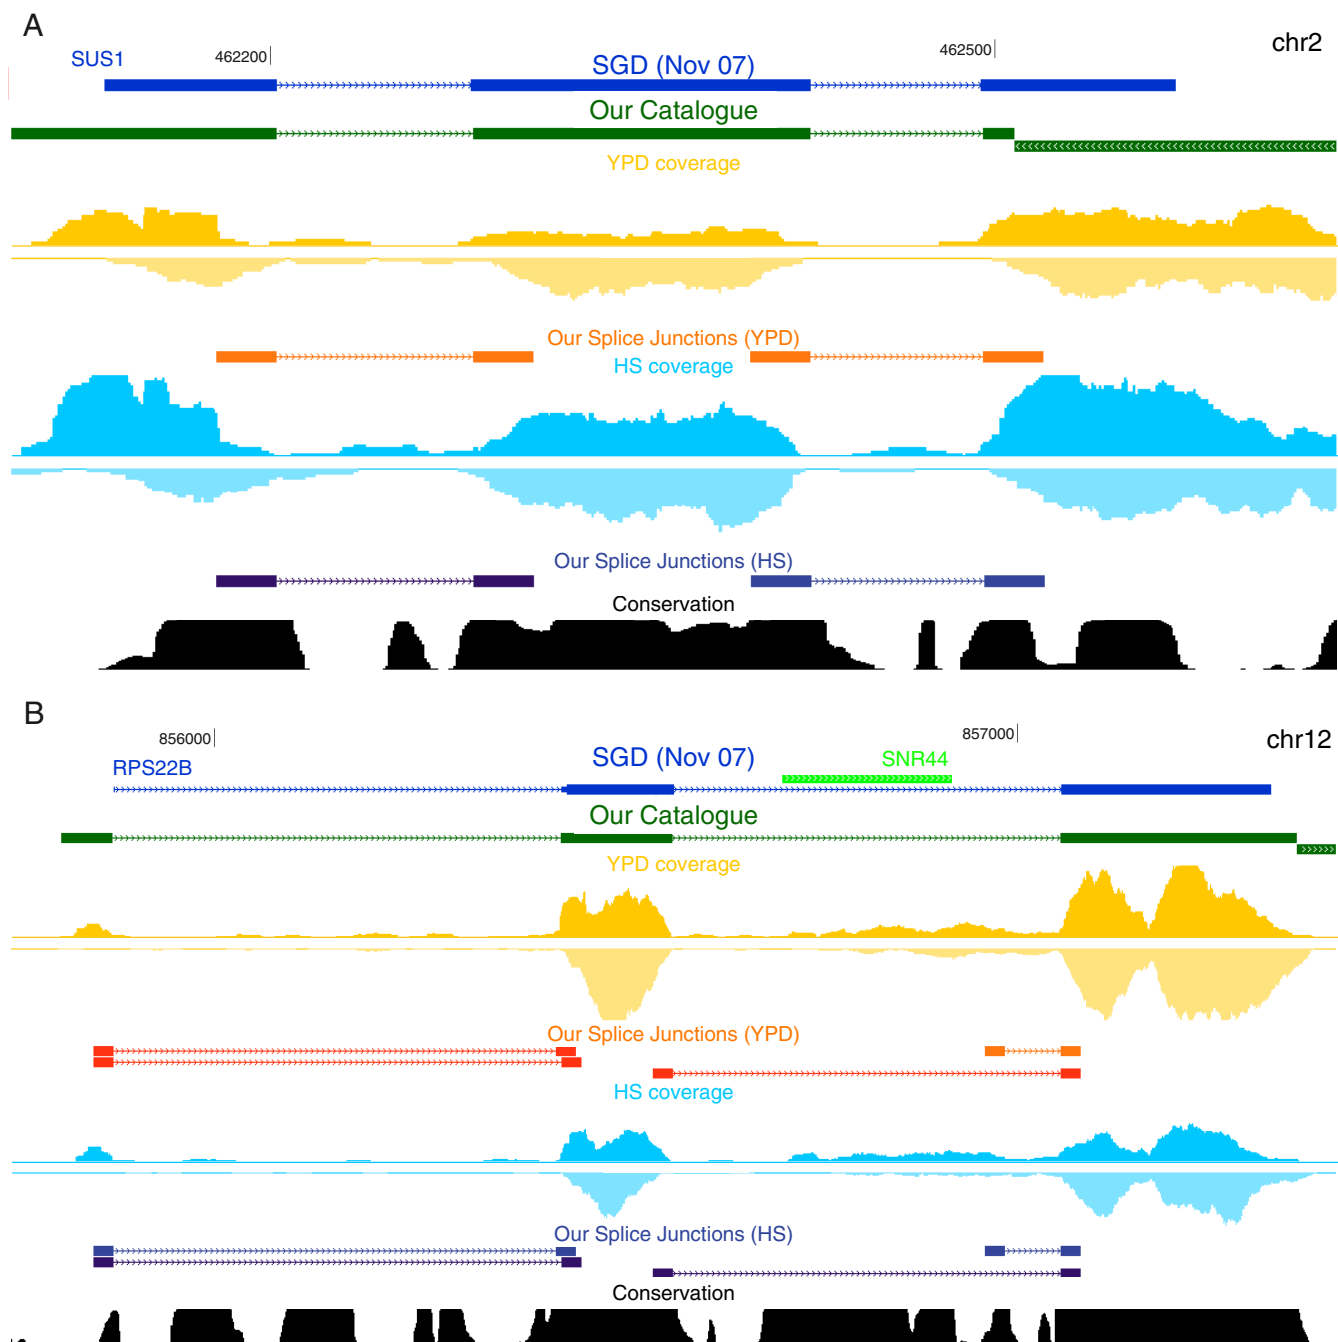 A
chr2
SUS1
462200
462500
SGD (Nov 07)
Our Catalogue
YPD coverage
Our Splice Junctions (YPD)
HS coverage
Our Splice Junctions (HS)
Conservation
B
chr12
856000
857000
RPS22B
SGD (Nov 07)
SNR44
Our Catalogue
YPD coverage
Our Splice Junctions (YPD)
HS coverage
Our Splice Junctions (HS)
Conservation